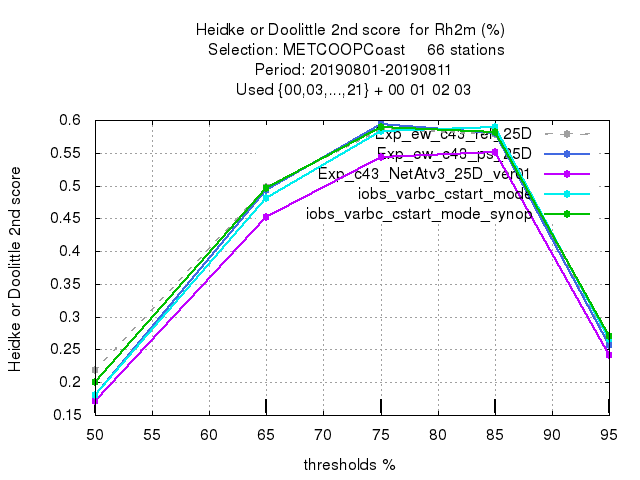 Heidke or Doolittle 2nd score for Rh2m (%)
Selection: METCOOPCoast 66 stations
Period: 20190801-20190811
Used {00,03,...,21} + 00 01 02 03
Heidke or Doolittle 2nd score
0.6
0.55
0.5
0.45
0.4
0.35
0.3
0.25
0.2
0.15
Exp_ew_c43_ref_25D
Exp_ew_c43_ps_25D
Exp_c43_NetAtv3_25D_ver01
iobs_varbc_cstart_mode
iobs_varbc_cstart_mode_synop
50 55 60 65 70 75 80 85 90 95
thresholds %